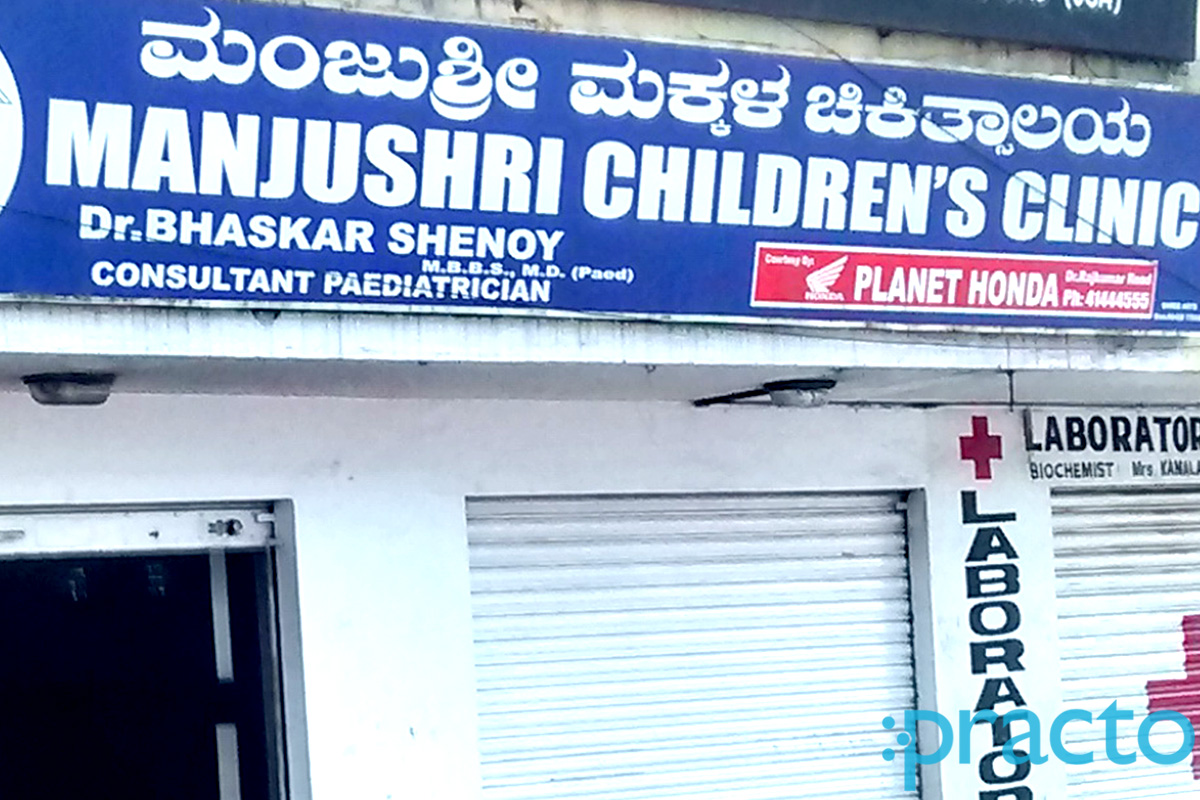 ಮಂಜುಶ್ರೀ ಮಕ್ಕಳ ಚಿಕಿತ್ಸಾಲಯ
MANJUSHRI CHILDREN'S CLINIC
Dr.BHASKAR SHENOY
M.B.B.S., M.D. (Paed)
CONSULTANT PAEDIATRICIAN
Courtesy By:
HONDA
PLANET HONDA
Dr.Rajkumar Road
Ph:41444555
LABORATOR
BIOCHEMIST Mrs. KAMALA
LABORATOR
practo